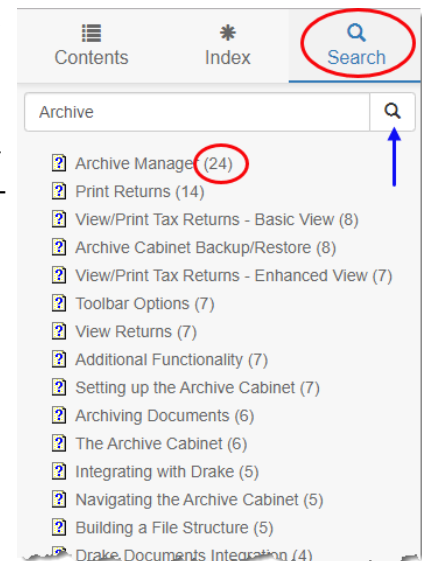 Contents Index Search
Archive
Archive Manager (24)
Print Returns (14)
View/Print Tax Returns - Basic View (8)
Archive Cabinet Backup/Restore (8)
View/Print Tax Returns - Enhanced View (7)
Toolbar Options (7)
View Returns (7)
Additional Functionality (7)
Setting up the Archive Cabinet (7)
Archiving Documents (6)
The Archive Cabinet (6)
Integrating with Drake (5)
Navigating the Archive Cabinet (5)
Building a File Structure (5)
Drake Documents Integration (4)